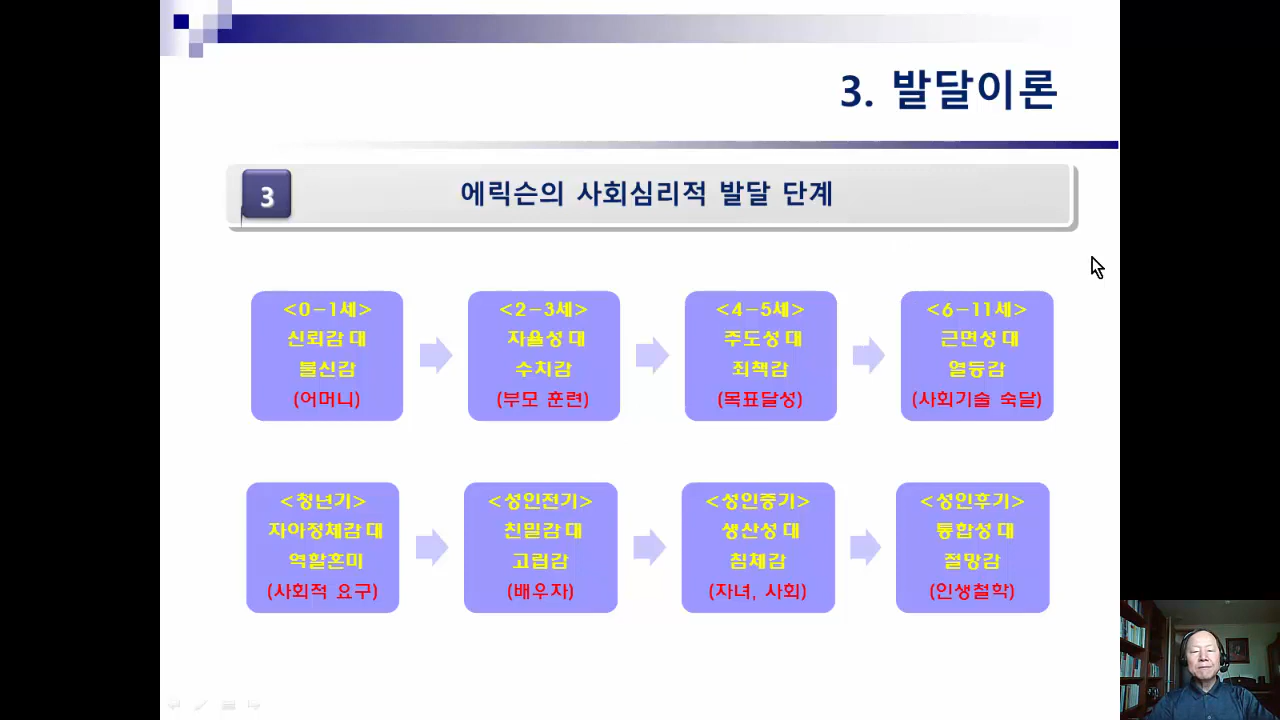 3. 발달이론
3
에릭슨의 사회심리적 발달 단계
<0-1세>
신뢰감 대
불신감
(어머니)
<2-3세>
자율성 대
수치감
(부모 훈련)
<4-5세>
주도성 대
죄책감
(목표달성)
<6-11세>
근면성 대
열등감
(사회기술 숙달)
<청년기>
자아정체감 대
역할혼미
(사회적 요구)
<성인전기>
친밀감 대
고립감
(배우자)
<성인중기>
생산성 대
침체감
(자녀, 사회)
<성인후기>
통합성 대
절망감
(인생철학)